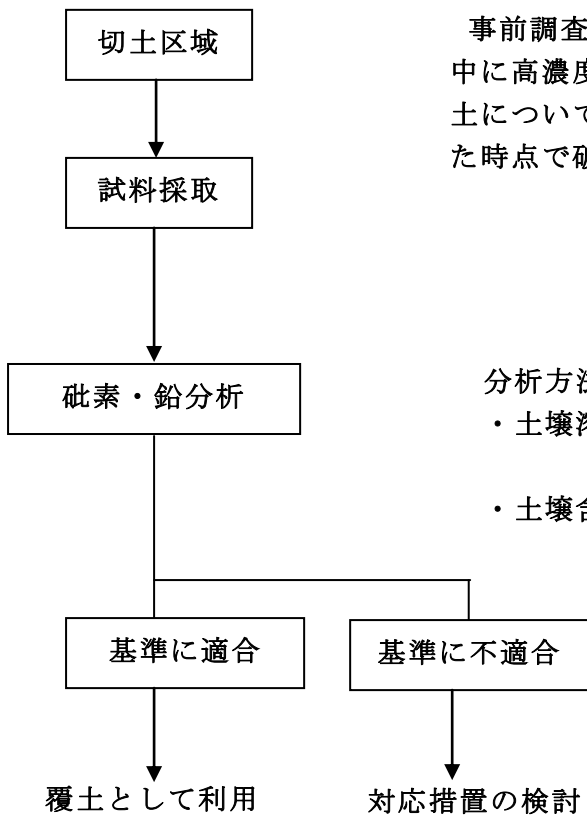 切土区域
事前調査
中に高濃度
土について
た時点で砒
試料採取
砒素・鉛分析
分析方法
・土壌溶
・土壌含
基準に適合
基準に不適合
覆土として利用
対応措置の検討